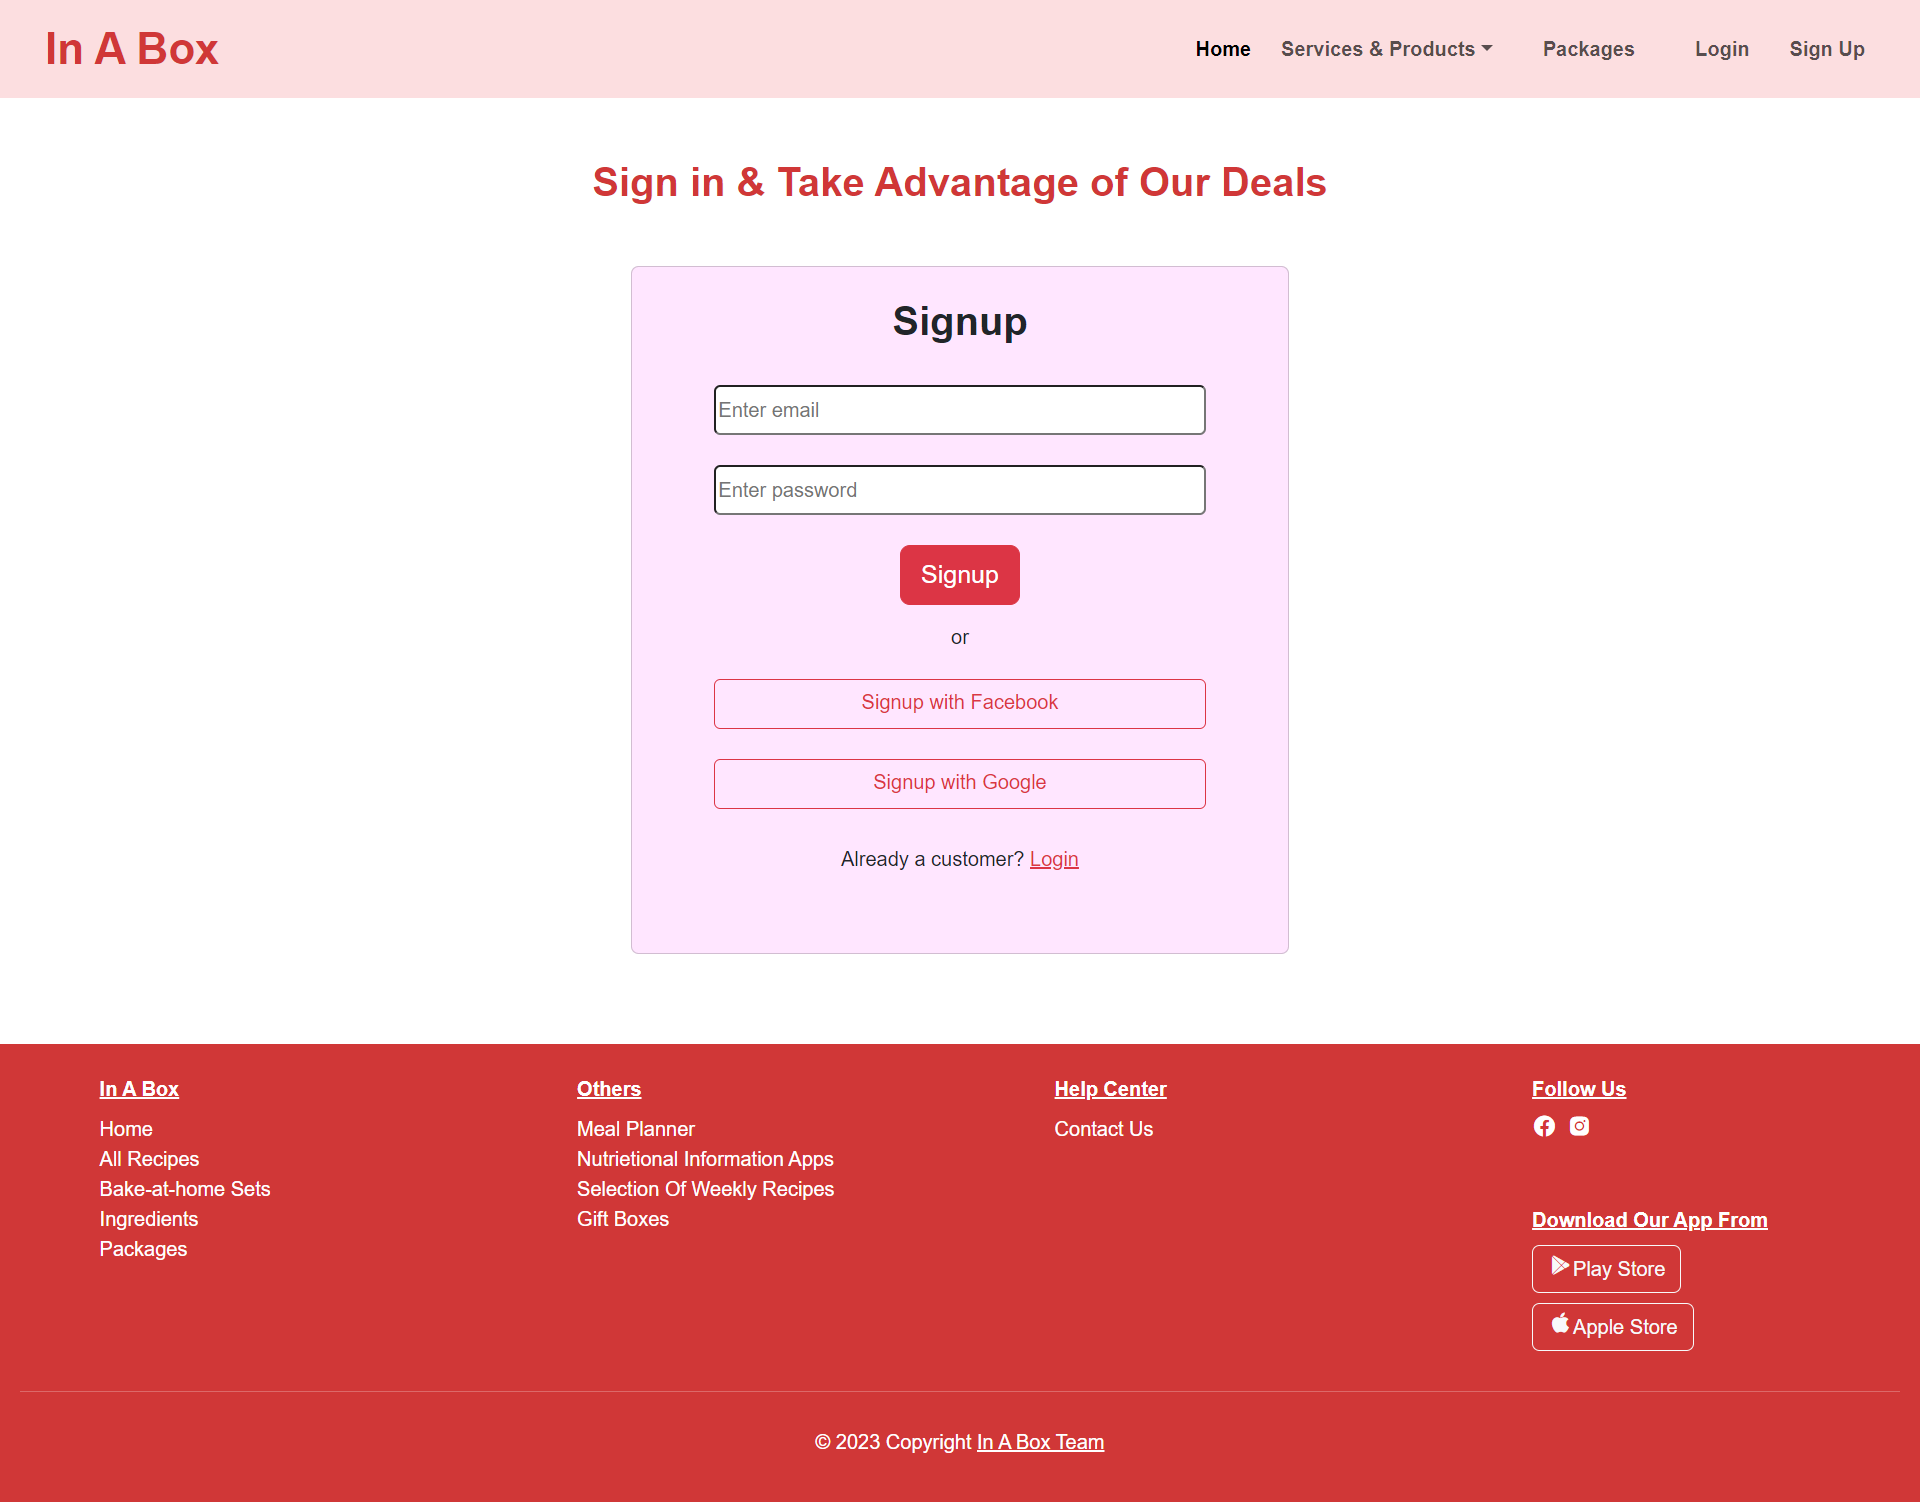 In A Box
Home Services & Products Packages Login Sign Up
Sign in & Take Advantage of Our Deals
Signup
Enter email
Enter password
Signup
or
Signup with Facebook
Signup with Google
Already a customer? Login
In A Box
Home
All Recipes
Bake-at-home Sets
Ingredients
Packages
Others
Meal Planner
Nutrietional Information Apps
Selection Of Weekly Recipes
Gift Boxes
Help Center
Contact Us
Follow Us
Download Our App From
Play Store
Apple Store
© 2023 Copyright In A Box Team